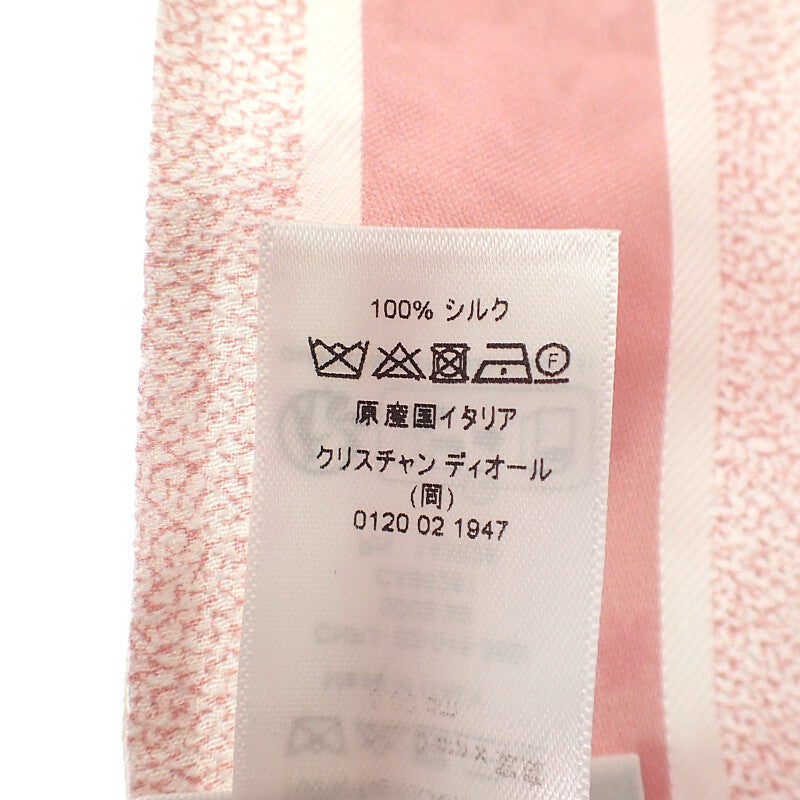 100% シルク
F
原産国イタリア
クリスチャン ディオール
(問)
0120 02 1947